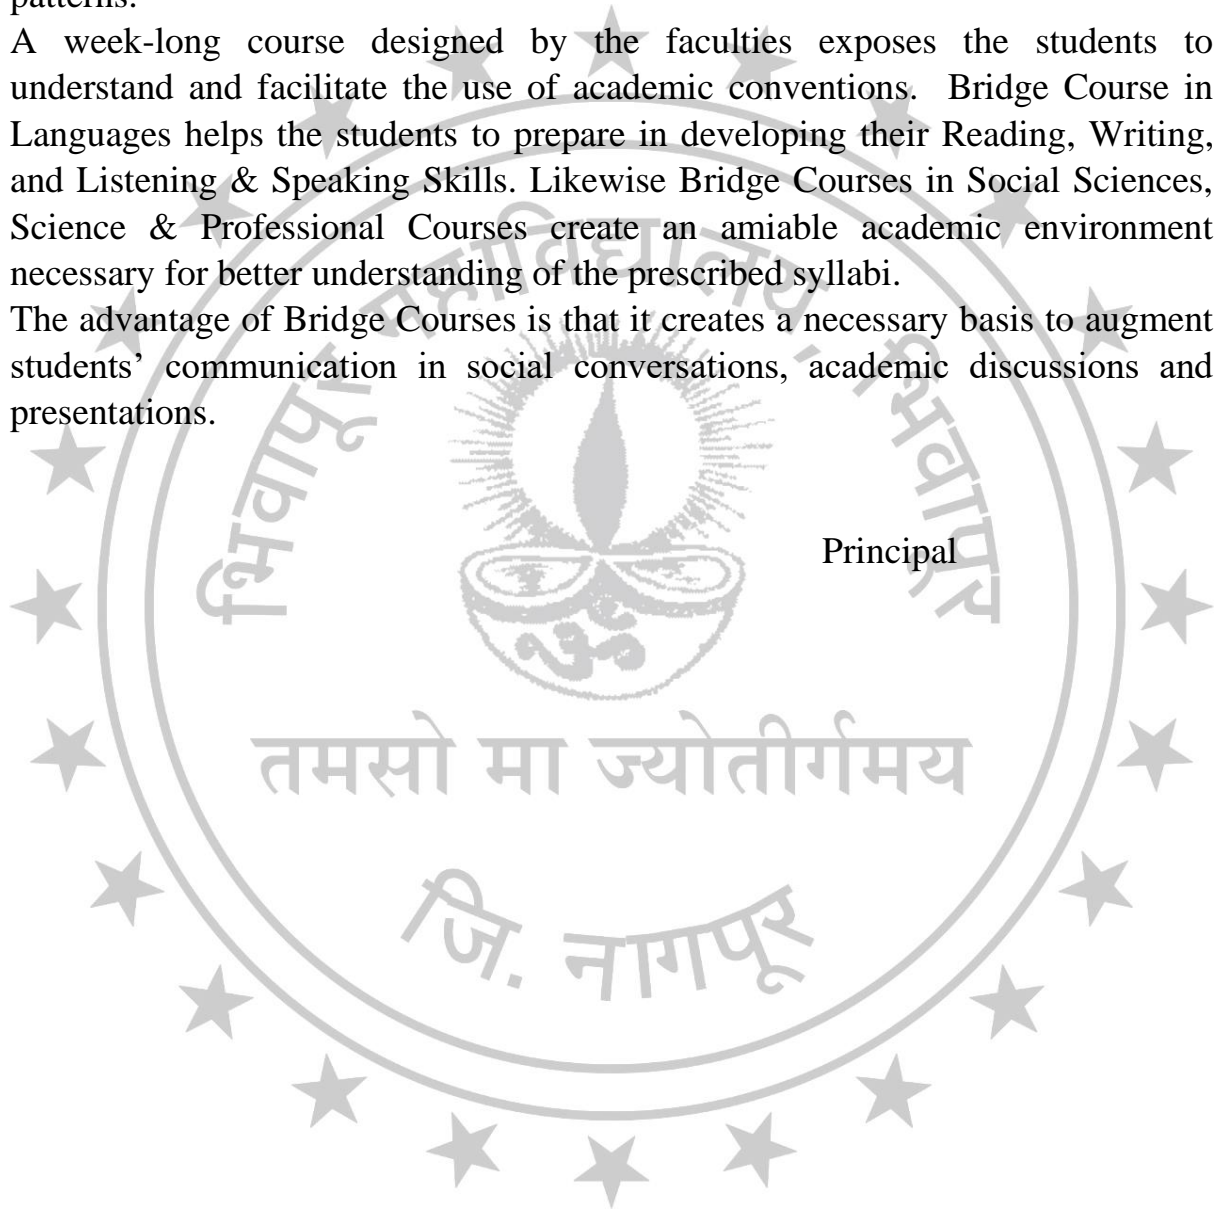 patterns.
A week-long course designed by the faculties exposes the students to
understand and facilitate the use of academic conventions. Bridge Course in
Languages helps the students to prepare in developing their Reading, Writing,
and Listening & Speaking Skills. Likewise Bridge Courses in Social Sciences,
Science & Professional Courses create an amiable academic environment
necessary for better understanding of the prescribed syllabi.
The advantage of Bridge Courses is that it creates a necessary basis to augment
students’ communication in social conversations, academic discussions and
presentations.
Principal
भिवापूर महाविद्यालय, भिवापूर
तमसो मा ज्योतीर्गमय
जि. नागपूर